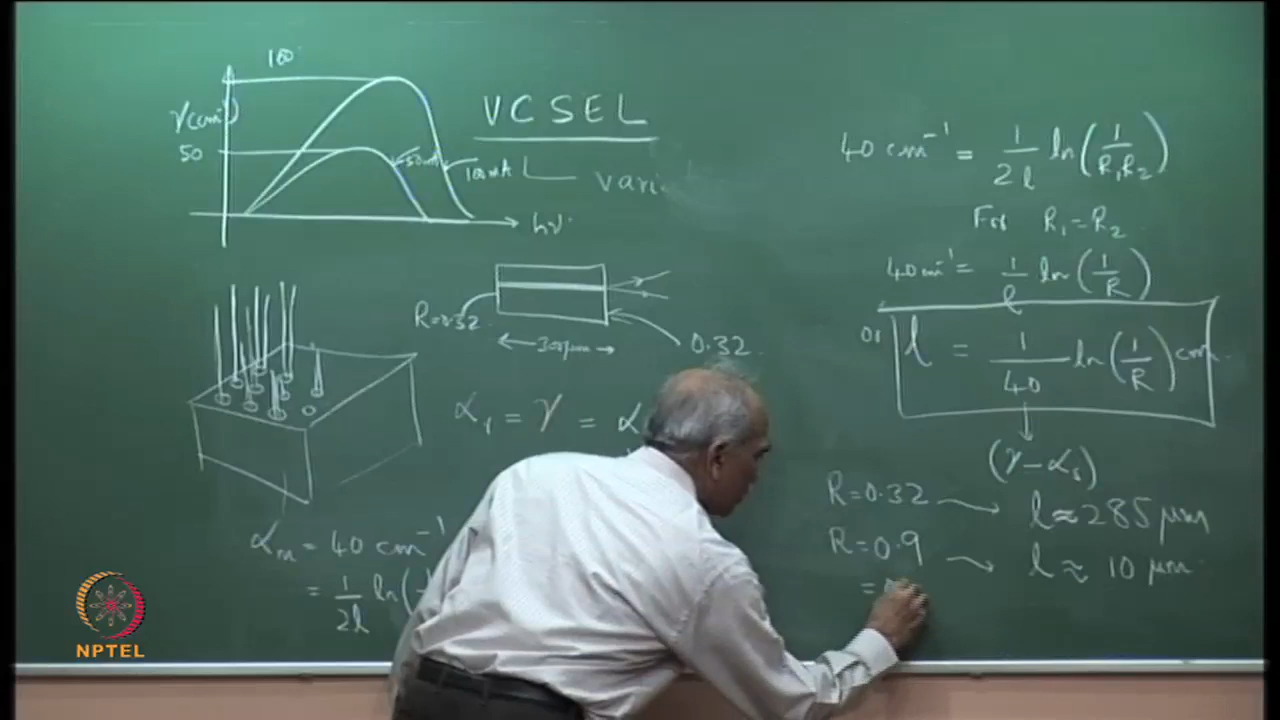 100
γ(cm⁻¹)
50
50mA
100mA
hν
VCSEL
R=0.32
300μm
0.32
α_r = γ = α
α_m = 40 cm⁻¹
= 1/2l ln(
40 cm⁻¹ = 1/2l ln(1/R₁R₂)
For R₁=R₂
40cm⁻¹ = 1/l ln(1/R)
or l = 1/40 ln(1/R) cm
(γ-α_s)
R=0.32 l≈285 μm
R=0.9 l≈ 10 μm
=
NPTEL